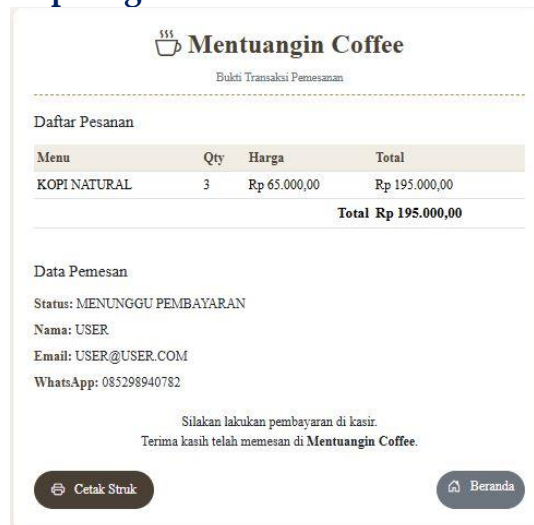 Mentuangin Coffee
Bukti Transaksi Pemesanan
Daftar Pesanan
Menu Qty Harga Total
KOPI NATURAL 3 Rp 65.000,00 Rp 195.000,00
Total Rp 195.000,00
Data Pemesan
Status: MENUNGGU PEMBAYARAN
Nama: USER
Email: USER@USER.COM
WhatsApp: 085298940782
Silakan lakukan pembayaran di kasir.
Terima kasih telah memesan di Mentuangin Coffee.
Cetak Struk Beranda